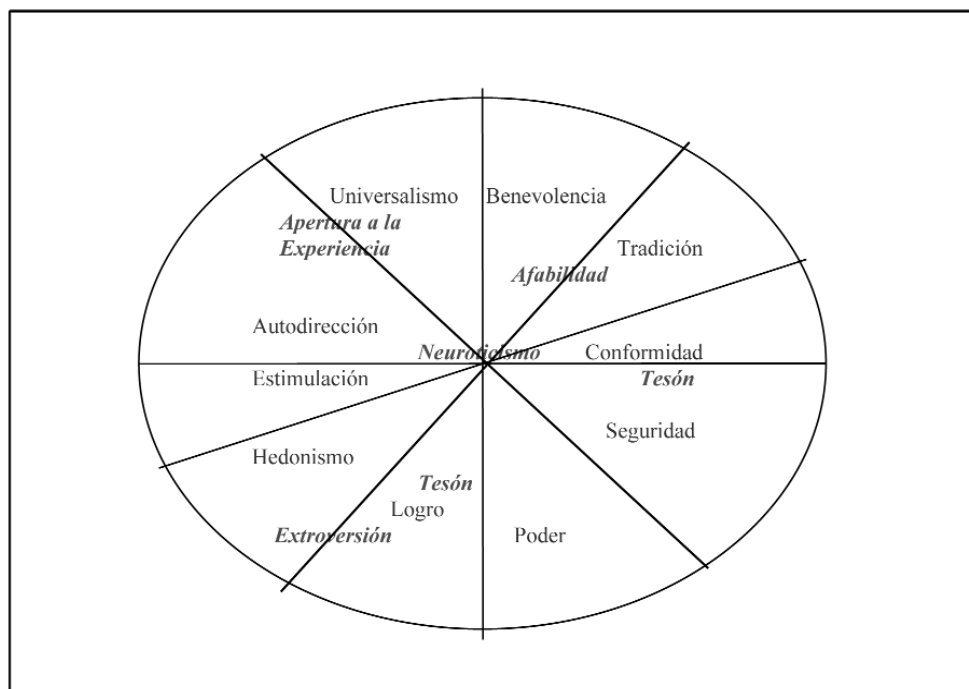 Universalismo
Benevolencia
Apertura a la
Experiencia
Tradición
Afabilidad
Autodirección
Neuroticismo
Conformidad
Estimulación
Tesón
Seguridad
Hedonismo
Tesón
Logro
Extroversión
Poder